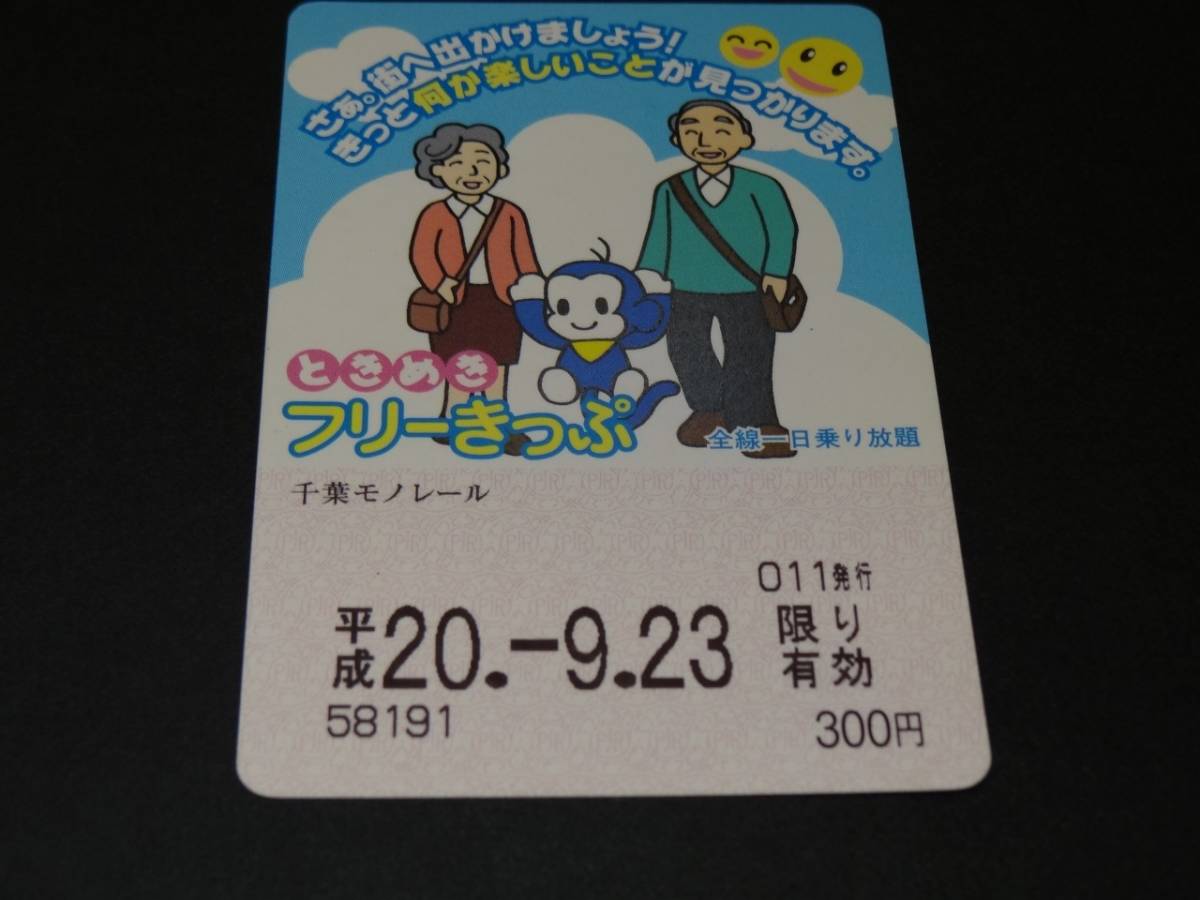 さぁ。街へ出かけましょう!
きっと何か楽しいことが見つかります。
ときめき
フリーきっぷ
全線一日乗り放題
千葉モノレール
011発行
平成20.-9.23限り有効
58191
300円